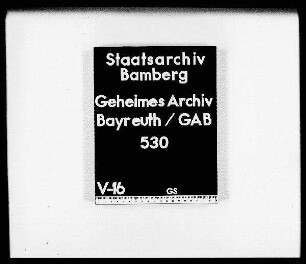 Staatsarchiv
Bamberg
Geheimes Archiv
Bayreuth / GAB
530
V-16 GS